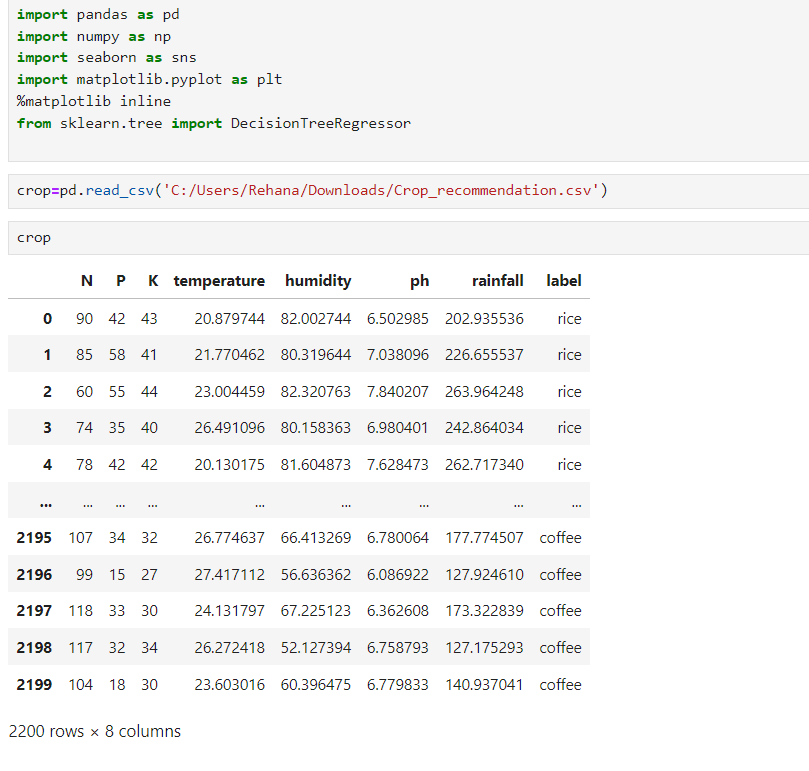 import pandas as pd
import numpy as np
import seaborn as sns
import matplotlib.pyplot as plt
%matplotlib inline
from sklearn.tree import DecisionTreeRegressor
crop=pd.read_csv('C:/Users/Rehana/Downloads/Crop_recommendation.csv')
crop
N P K temperature humidity ph rainfall label
0 90 42 43 20.879744 82.002744 6.502985 202.935536 rice
1 85 58 41 21.770462 80.319644 7.038096 226.655537 rice
2 60 55 44 23.004459 82.320763 7.840207 263.964248 rice
3 74 35 40 26.491096 80.158363 6.980401 242.864034 rice
4 78 42 42 20.130175 81.604873 7.628473 262.717340 rice
... ... ... ... ... ... ... ... ...
2195 107 34 32 26.774637 66.413269 6.780064 177.774507 coffee
2196 99 15 27 27.417112 56.636362 6.086922 127.924610 coffee
2197 118 33 30 24.131797 67.225123 6.362608 173.322839 coffee
2198 117 32 34 26.272418 52.127394 6.758793 127.175293 coffee
2199 104 18 30 23.603016 60.396475 6.779833 140.937041 coffee
2200 rows × 8 columns